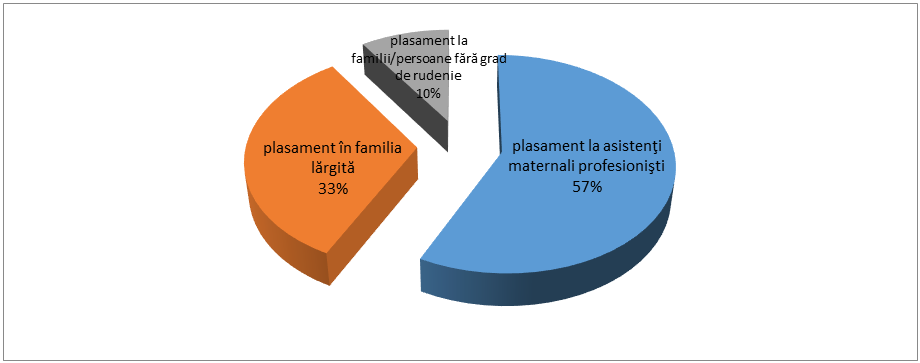 plasament la
familii/persoane fără grad
de rudenie
10%
plasament în familia
lărgită
33%
plasament la asistenţi
maternali profesionişti
57%